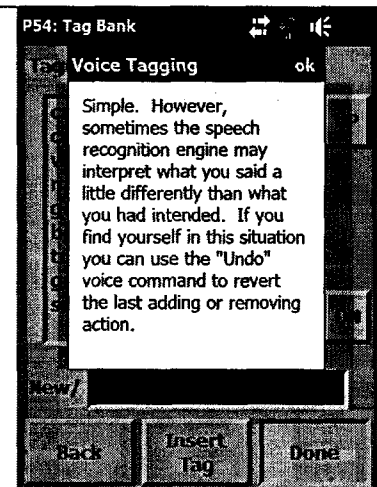 P54: Tag Bank
Voice Tagging ok
Simple. However,
sometimes the speech
recognition engine may
interpret what you said a
little differently than what
you had intended. If you
find yourself in this situation
you can use the "Undo"
voice command to revert
the last adding or removing
action.
New/
Back
Insert
Tag
Done